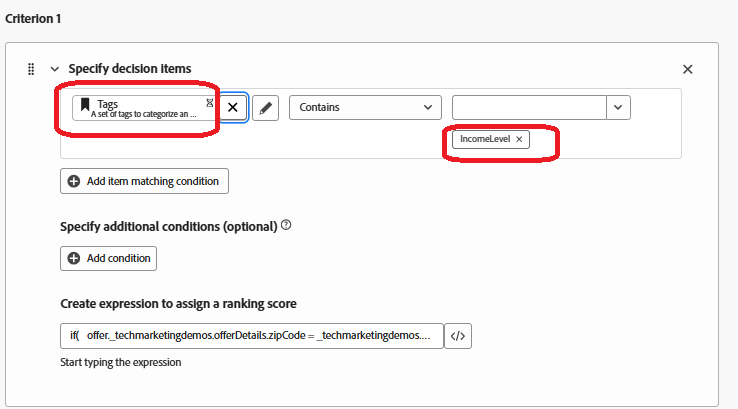 Criterion 1
Specify decision items
Tags
A set of tags to categorize an ...
Contains
IncomeLevel
Add item matching condition
Specify additional conditions (optional)
Add condition
Create expression to assign a ranking score
if( offer._techmarketingdemos.offerDetails.zipCode = _techmarketingdemos....
Start typing the expression